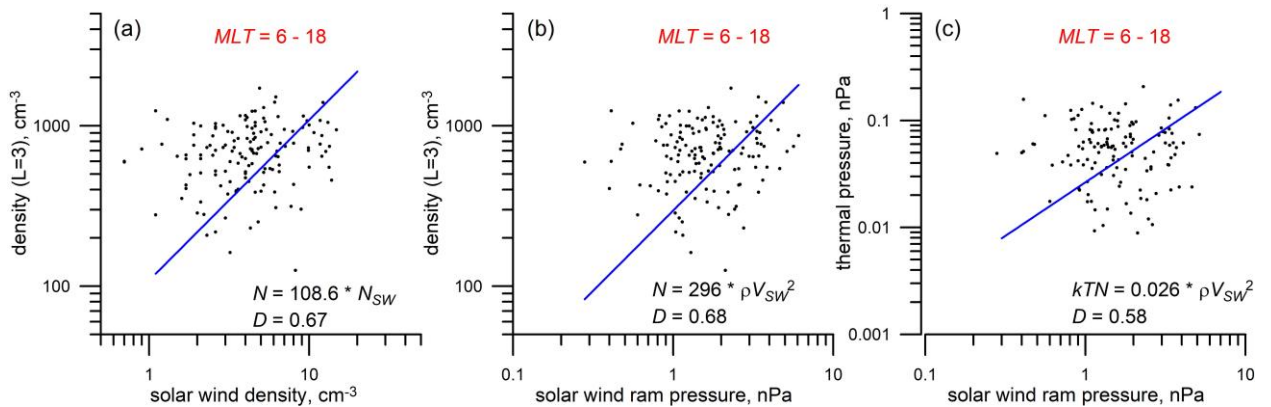 (a)
MLT = 6 - 18
1000
100
density (L=3), cm⁻³
N = 108.6 * N_SW
D = 0.67
1
10
solar wind density, cm⁻³
(b)
MLT = 6 - 18
1000
100
density (L=3), cm⁻³
N = 296 * ρV_SW²
D = 0.68
0.1
1
10
solar wind ram pressure, nPa
(c)
MLT = 6 - 18
1
0.1
0.01
0.001
thermal pressure, nPa
kTN = 0.026 * ρV_SW²
D = 0.58
0.1
1
10
solar wind ram pressure, nPa